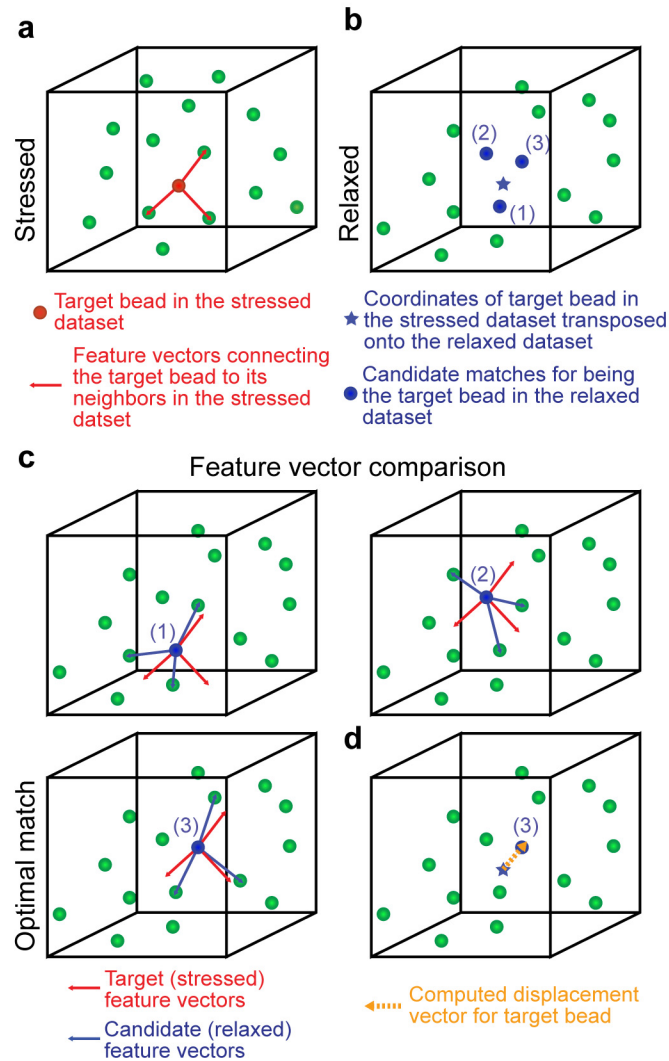 a
b
Stressed
Relaxed
(2)
(3)
(1)
Target bead in the stressed
dataset
Feature vectors connecting
the target bead to its
neighbors in the stressed
datset
Coordinates of target bead in
the stressed dataset transposed
onto the relaxed dataset
Candidate matches for being
the target bead in the relaxed
dataset
c
Feature vector comparison
(1)
(2)
Optimal match
(3)
d
(3)
Target (stressed)
feature vectors
Candidate (relaxed)
feature vectors
Computed displacement
vector for target bead